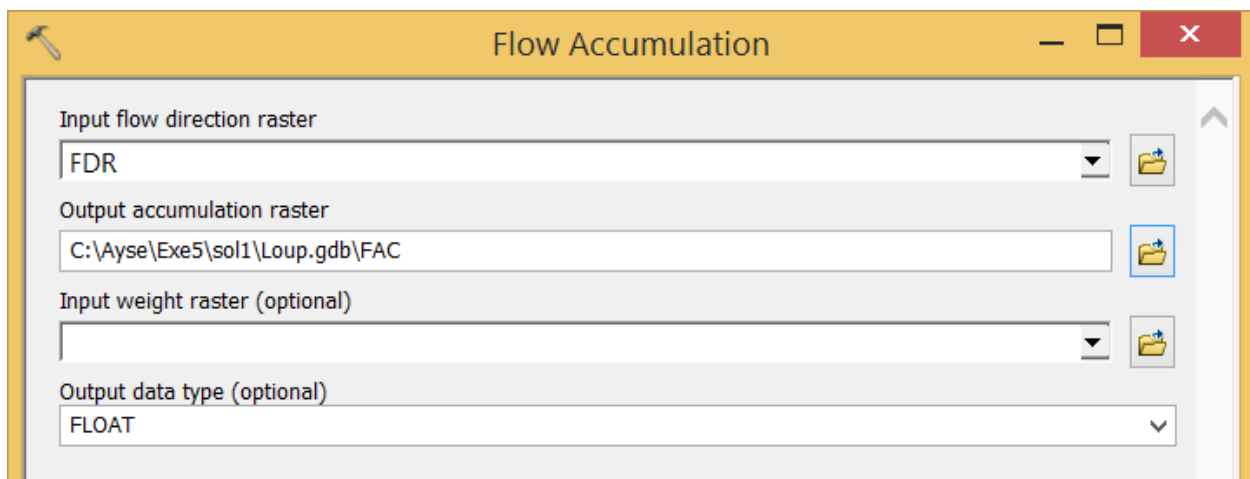 Flow Accumulation
Input flow direction raster
FDR
Output accumulation raster
C:\Ayse\Exe5\sol1\Loup.gdb\FAC
Input weight raster (optional)
Output data type (optional)
FLOAT